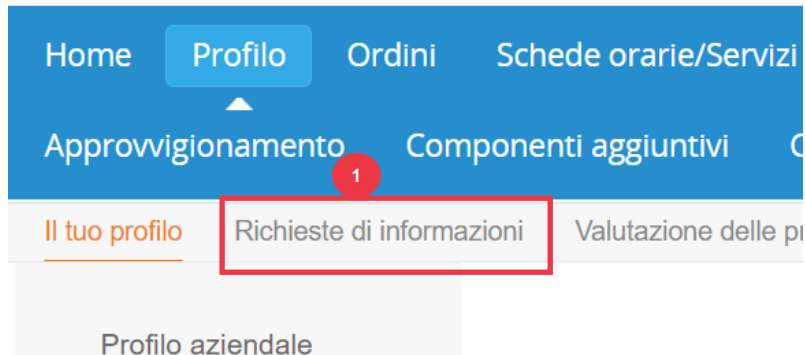 Home Profilo Ordini Schede orarie/Servizi
Approvvigionamento Componenti aggiuntivi
1
Il tuo profilo Richieste di informazioni Valutazione delle
Profilo aziendale